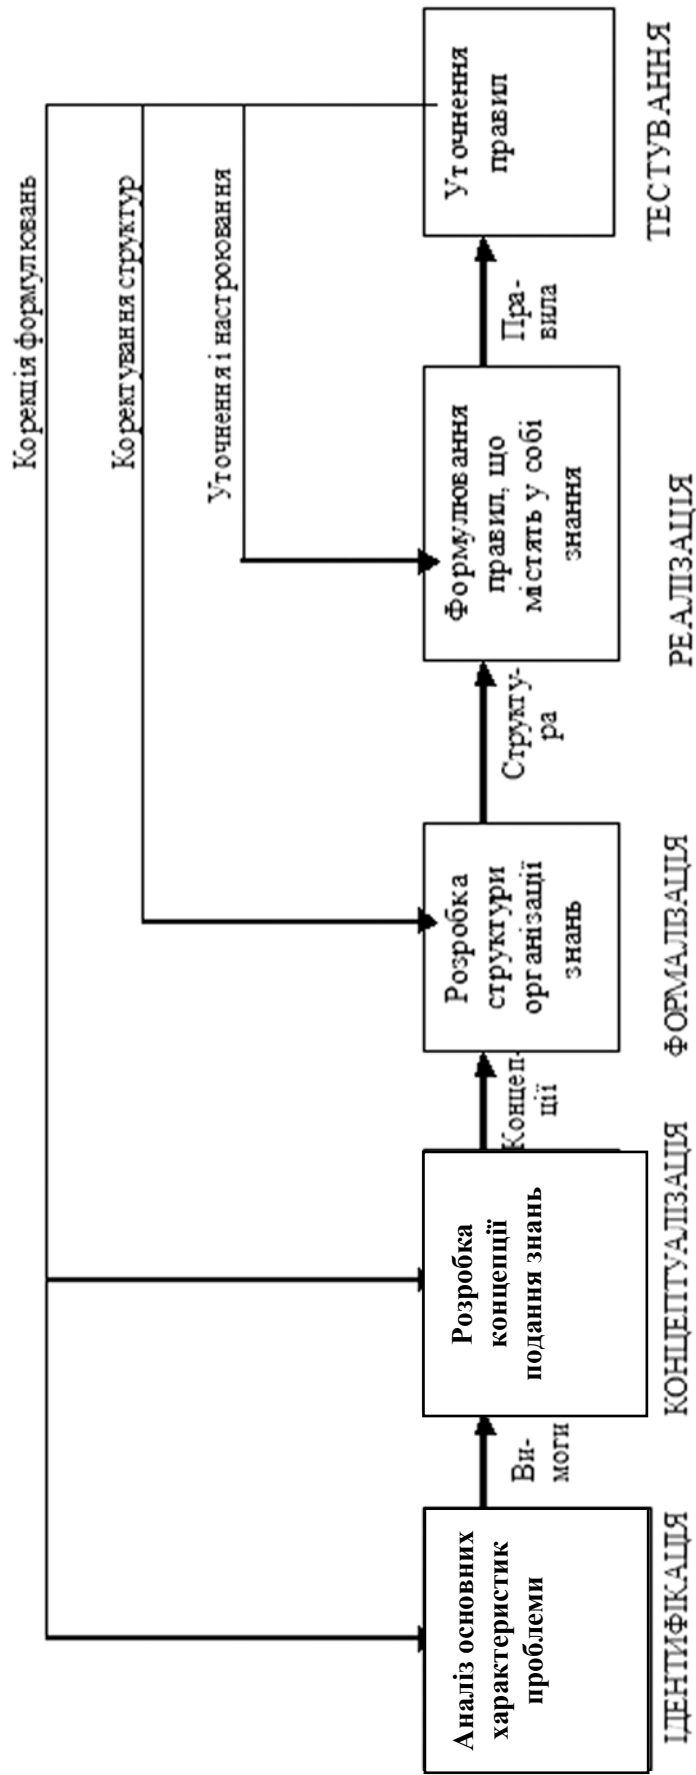 Корекція формулювань
Коректування структур
Уточнення і настроювання
Аналіз основних
характеристик
проблеми
Ви-
моги
Розробка
концепції
подання знань
Концеп-
ції
Розробка
структури
організації
знань
Структу-
ра
Формулювання
правил, що
містять у собі
знання
Пра-
вила
Уточнення
правил
ІДЕНТИФІКАЦІЯ
КОНЦЕПТУАЛІЗАЦІЯ
ФОРМАЛІЗАЦІЯ
РЕАЛІЗАЦІЯ
ТЕСТУВАННЯ